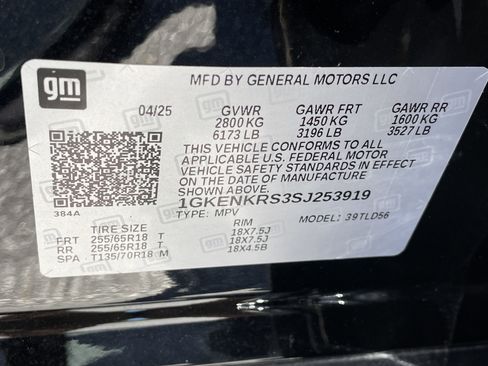 gm
MFD BY GENERAL MOTORS LLC
04/25 GVWR GAWR FRT GAWR RR
2800 KG 1450 KG 1600 KG
6173 LB 3196 LB 3527 LB
THIS VEHICLE CONFORMS TO ALL
APPLICABLE U.S. FEDERAL MOTOR
VEHICLE SAFETY STANDARDS IN EFFECT
ON THE DATE OF MANUFACTURE
SHOWN ABOVE.
384A
1GKENKRS3SJ253919
TYPE: MPV MODEL: 39TLD56
TIRE SIZE RIM
FRT 255/65R18 T 18X7.5J
RR 255/65R18 T 18X7.5J
SPA T135/70R18 M 18X4.5B